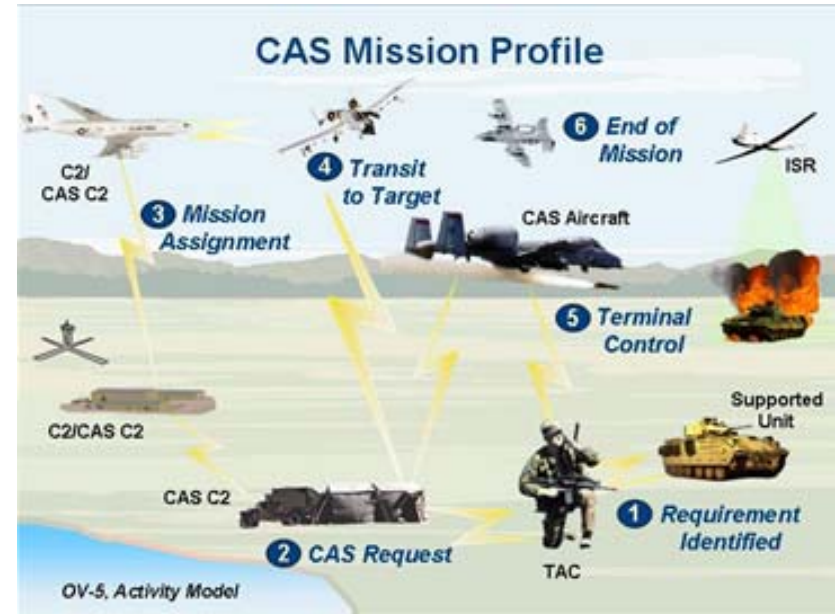 CAS Mission Profile
C2/
CAS C2
3 Mission
Assignment
4 Transit
to Target
6 End of
Mission
ISR
CAS Aircraft
5 Terminal
Control
C2/CAS C2
Supported
Unit
CAS C2
2 CAS Request
TAC
1 Requirement
Identified
OV-5, Activity Model